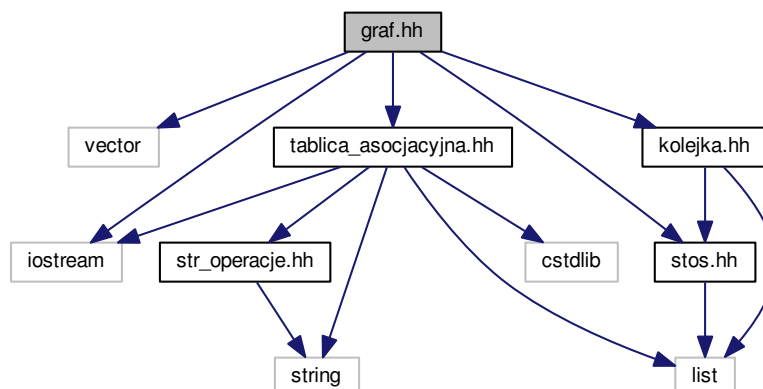 graf.hh
vector
tablica_asocjacyjna.hh
kolejka.hh
iostream
str_operacje.hh
cstdlib
stos.hh
string
list